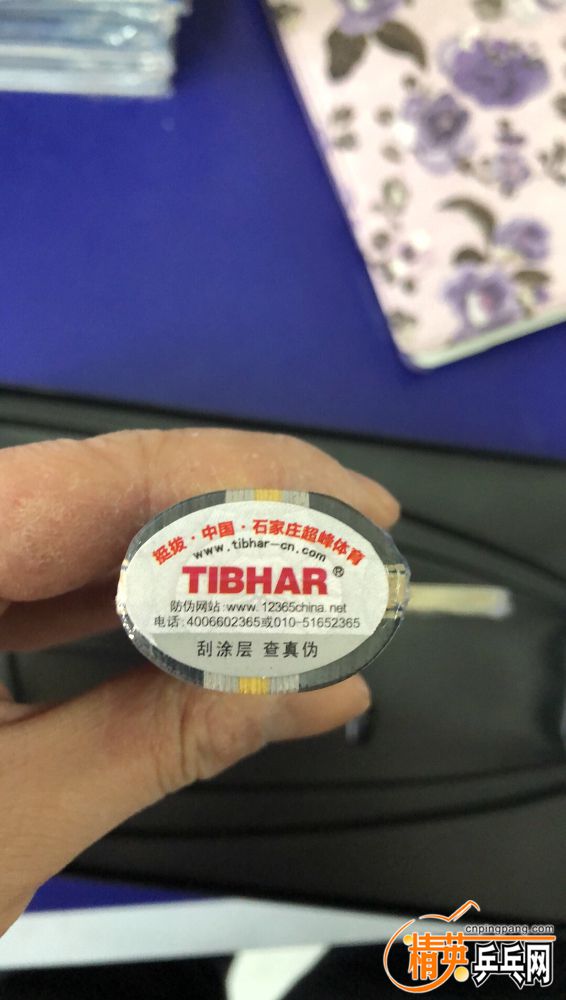 挺拔·中国·石家庄超峰体育
www.tibhar-cn.com
TIBHAR®
防伪网站:www.12365china.net
电话:4006602365或010-51652365
刮涂层 查真伪
cnpingpang.com
精英乒乓网